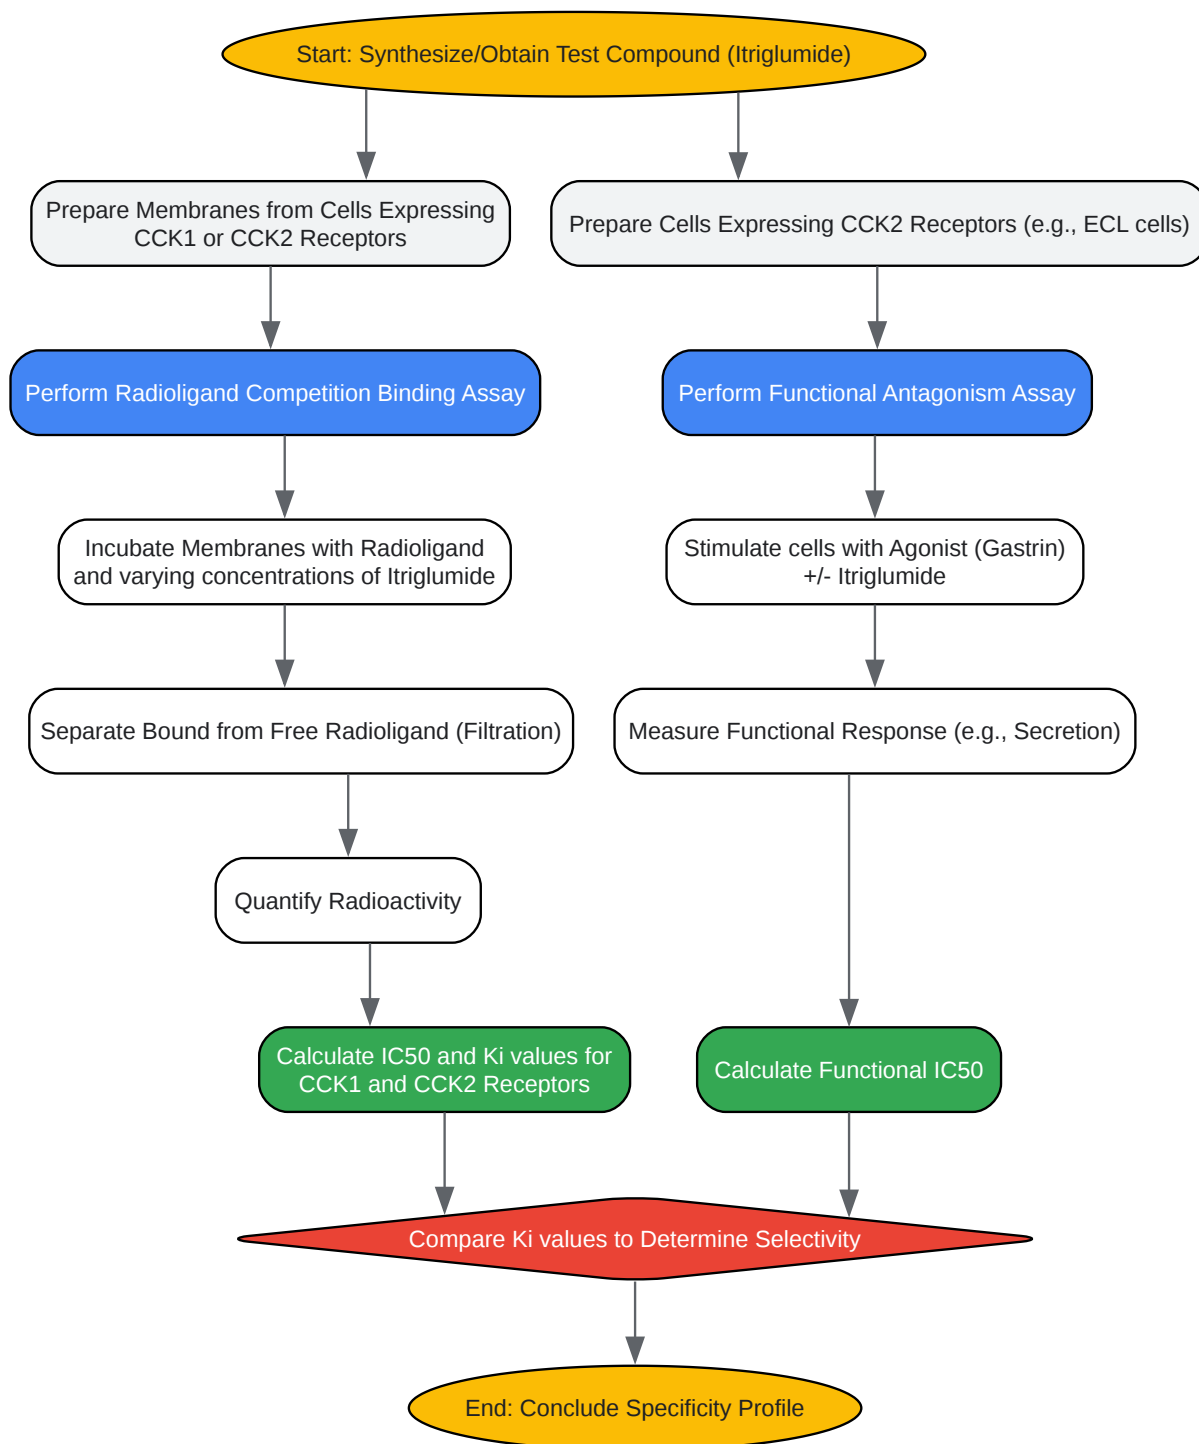 Start: Synthesize/Obtain Test Compound (Itriglumide)
Prepare Membranes from Cells Expressing
CCK1 or CCK2 Receptors
Prepare Cells Expressing CCK2 Receptors (e.g., ECL cells)
Perform Radioligand Competition Binding Assay
Perform Functional Antagonism Assay
Incubate Membranes with Radioligand
and varying concentrations of Itriglumide
Stimulate cells with Agonist (Gastrin)
+/- Itriglumide
Separate Bound from Free Radioligand (Filtration)
Measure Functional Response (e.g., Secretion)
Quantify Radioactivity
Calculate IC50 and Ki values for
CCK1 and CCK2 Receptors
Calculate Functional IC50
Compare Ki values to Determine Selectivity
End: Conclude Specificity Profile